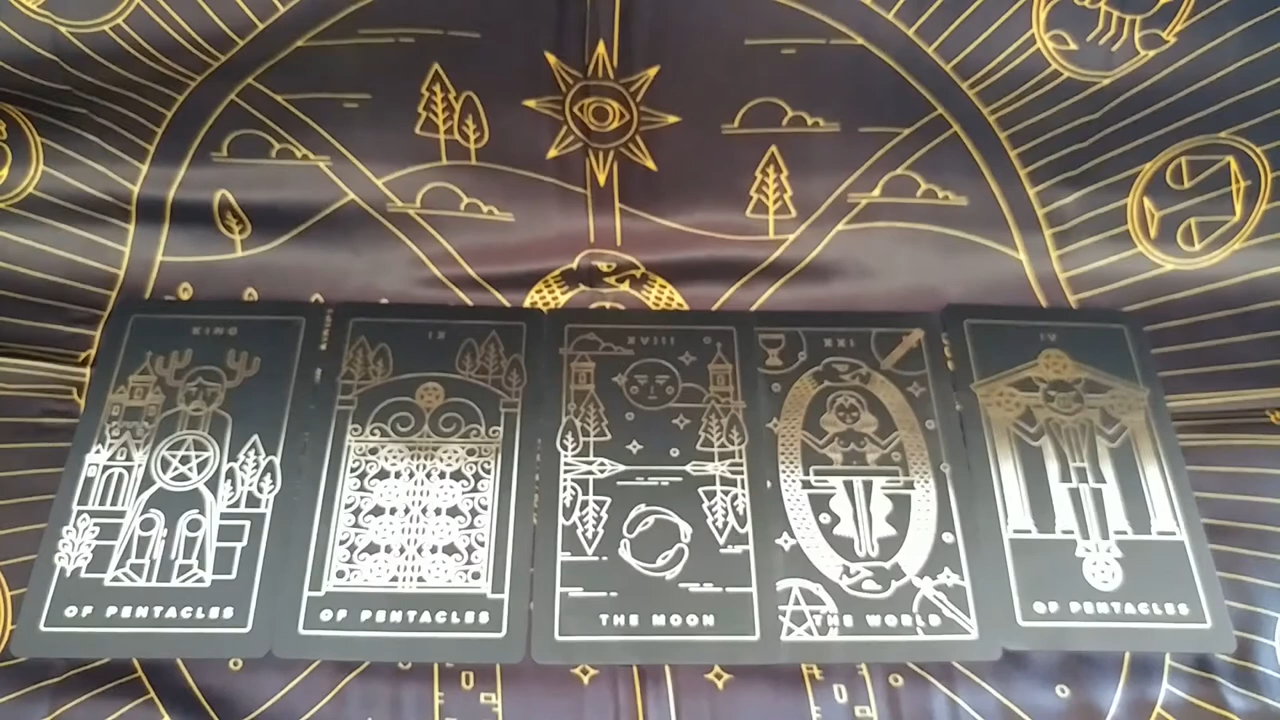 KING
OF PENTACLES
IX
OF PENTACLES
XVIII
THE MOON
XXI
THE WORLD
IV
OF PENTACLES